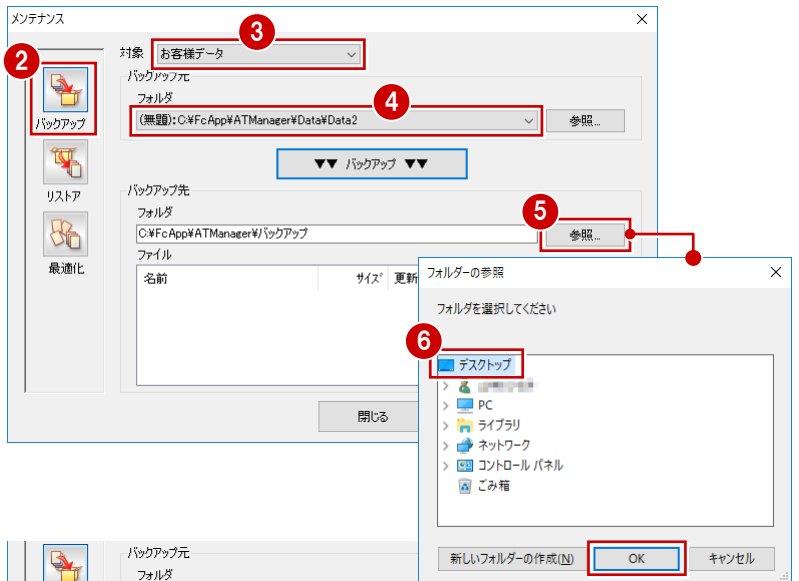 メンテナンス
3
2
対象 お客様データ
バックアップ元
フォルダ
4
(無題):C:¥FcApp¥ATManager¥Data¥Data2
参照...
バックアップ
▼▼ バックアップ ▼▼
リストア
バックアップ先
フォルダ
5
C:¥FcApp¥ATManager¥バックアップ
参照...
ファイル
最適化
名前 サイズ 更新
閉じる
フォルダーの参照
フォルダを選択してください
6
デスクトップ
PC
ライブラリ
ネットワーク
コントロール パネル
ごみ箱
新しいフォルダーの作成(N)
OK
キャンセル
バックアップ元
フォルダ